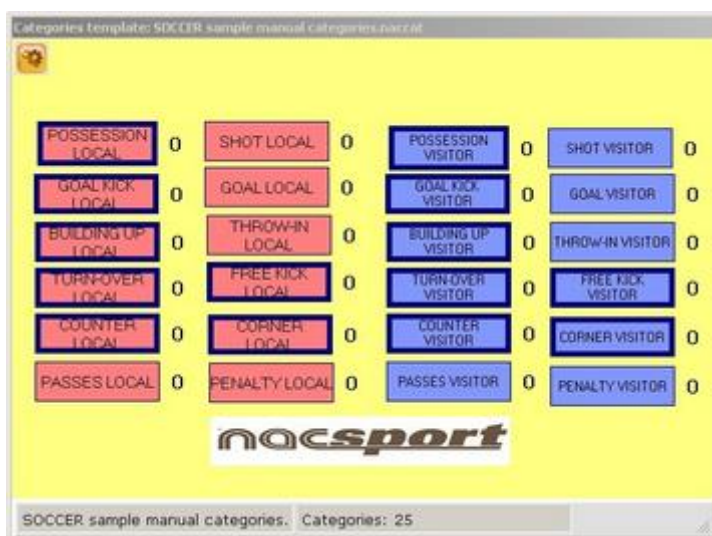 Categories template: SOCCER sample manual categories.naccat
POSSESSION
LOCAL
0
SHOT LOCAL
0
POSSESSION
VISITOR
0
SHOT VISITOR
0
GOAL KICK
LOCAL
0
GOAL LOCAL
0
GOAL KICK
VISITOR
0
GOAL VISITOR
0
BUILDING UP
LOCAL
0
THROW-IN
LOCAL
0
BUILDING UP
VISITOR
0
THROW-IN VISITOR
0
TURN-OVER
LOCAL
0
FREE KICK
LOCAL
0
TURN-OVER
VISITOR
0
FREE KICK
VISITOR
0
COUNTER
LOCAL
0
CORNER
LOCAL
0
COUNTER
VISITOR
0
CORNER VISITOR
0
PASSES LOCAL
0
PENALTY LOCAL
0
PASSES VISITOR
0
PENALTY VISITOR
0
nacsport
SOCCER sample manual categories.
Categories: 25